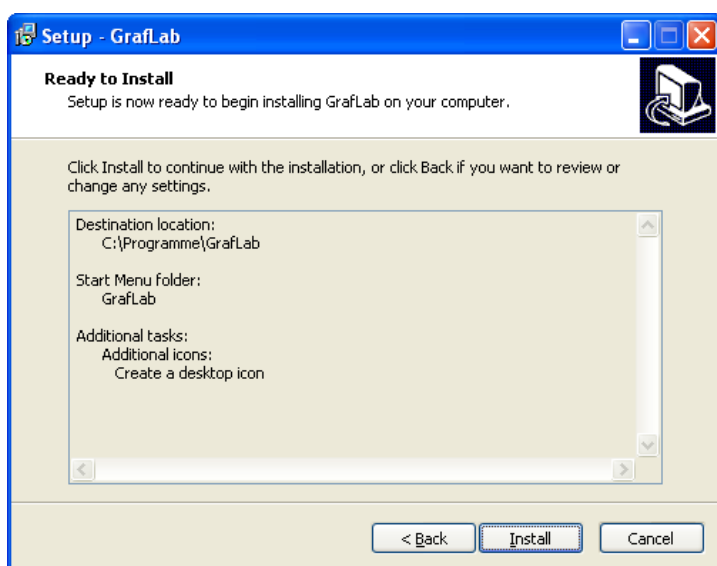 Setup - GrafLab
Ready to Install
Setup is now ready to begin installing GrafLab on your computer.
Click Install to continue with the installation, or click Back if you want to review or
change any settings.
Destination location:
C:\Programme\GrafLab
Start Menu folder:
GrafLab
Additional tasks:
Additional icons:
Create a desktop icon
< Back
Install
Cancel